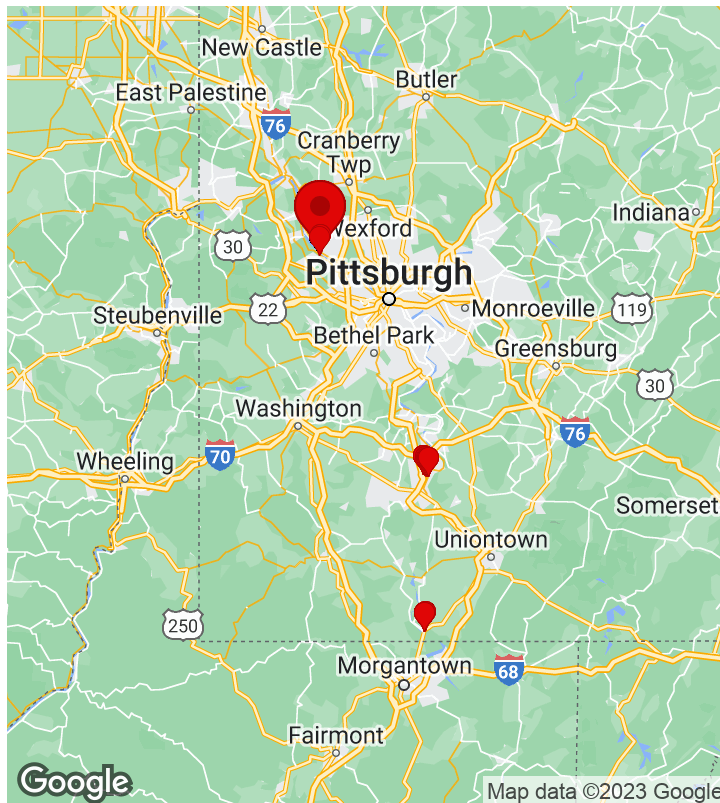 New Castle
Butler
East Palestine
76
Cranberry
Twp
Indiana
Wexford
30
Pittsburgh
22
Monroeville
119
Steubenville
Bethel Park
Greensburg
30
Washington
76
70
Wheeling
Somerset
Uniontown
250
Morgantown
68
Fairmont
Google
Map data ©2023 Google